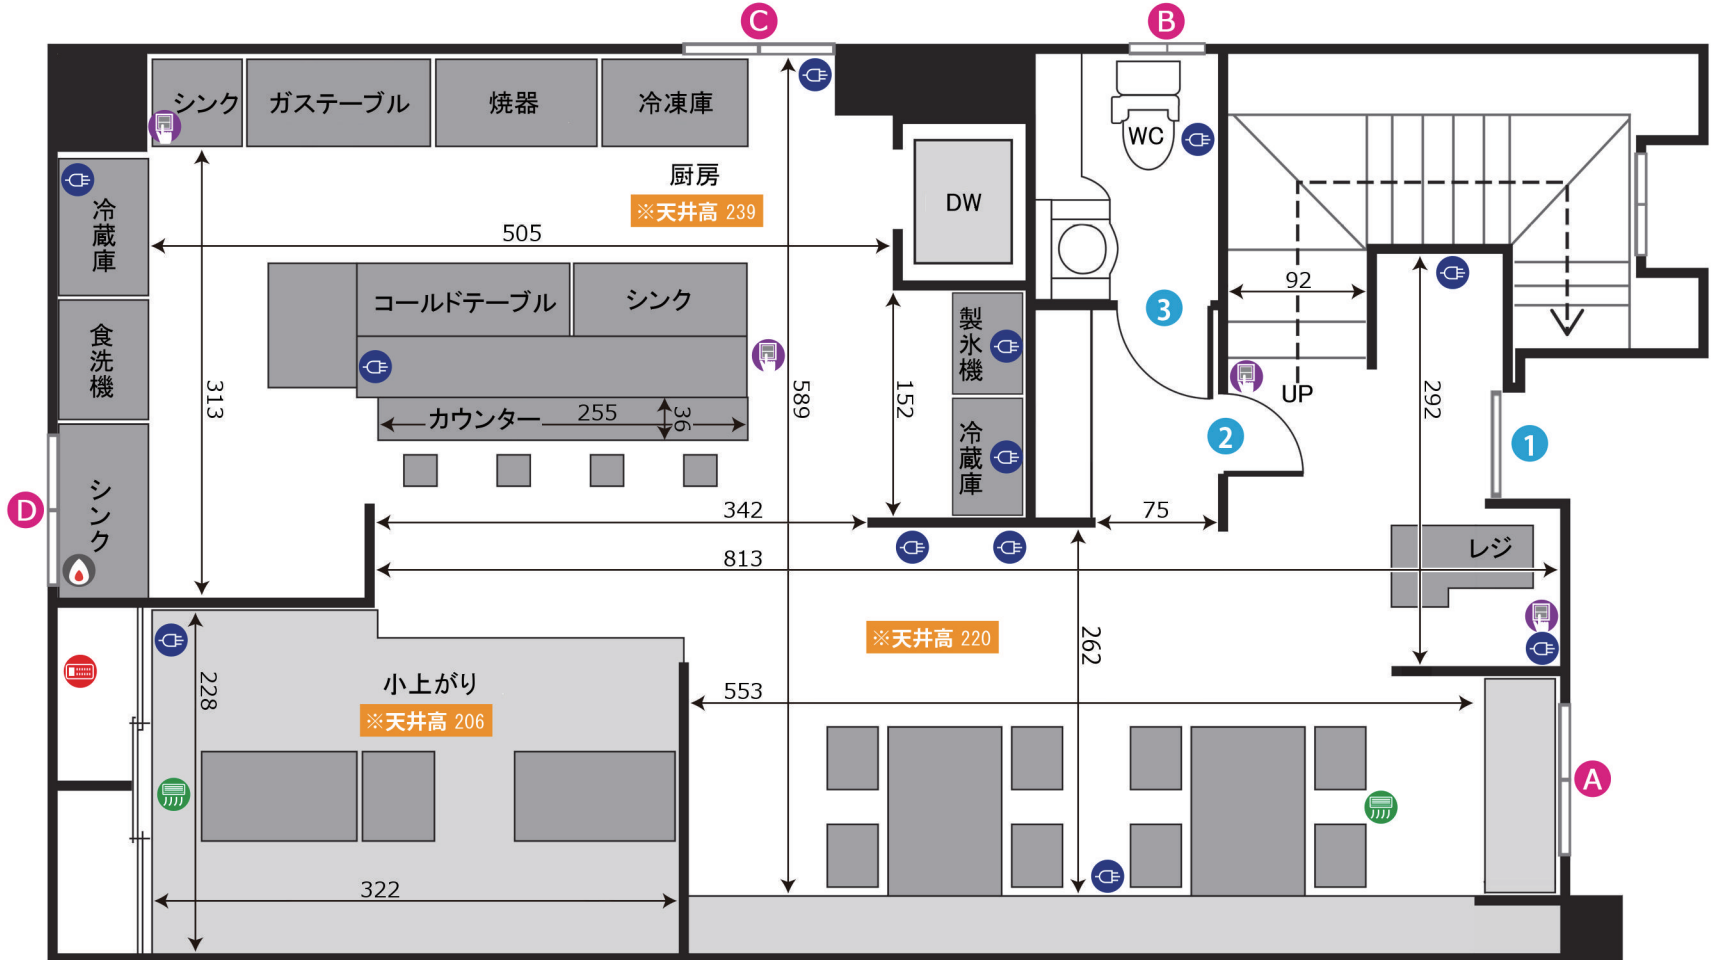 C
B
シンク
ガステーブル
焼器
冷凍庫
WC
厨房
※天井高 239
DW
冷蔵庫
505
92
3
コールドテーブル
シンク
製氷機
食洗機
313
589
152
UP
292
カウンター
255
36
2
1
冷蔵庫
D
シンク
342
75
813
レジ
※天井高 220
262
小上がり
228
553
※天井高 206
A
322